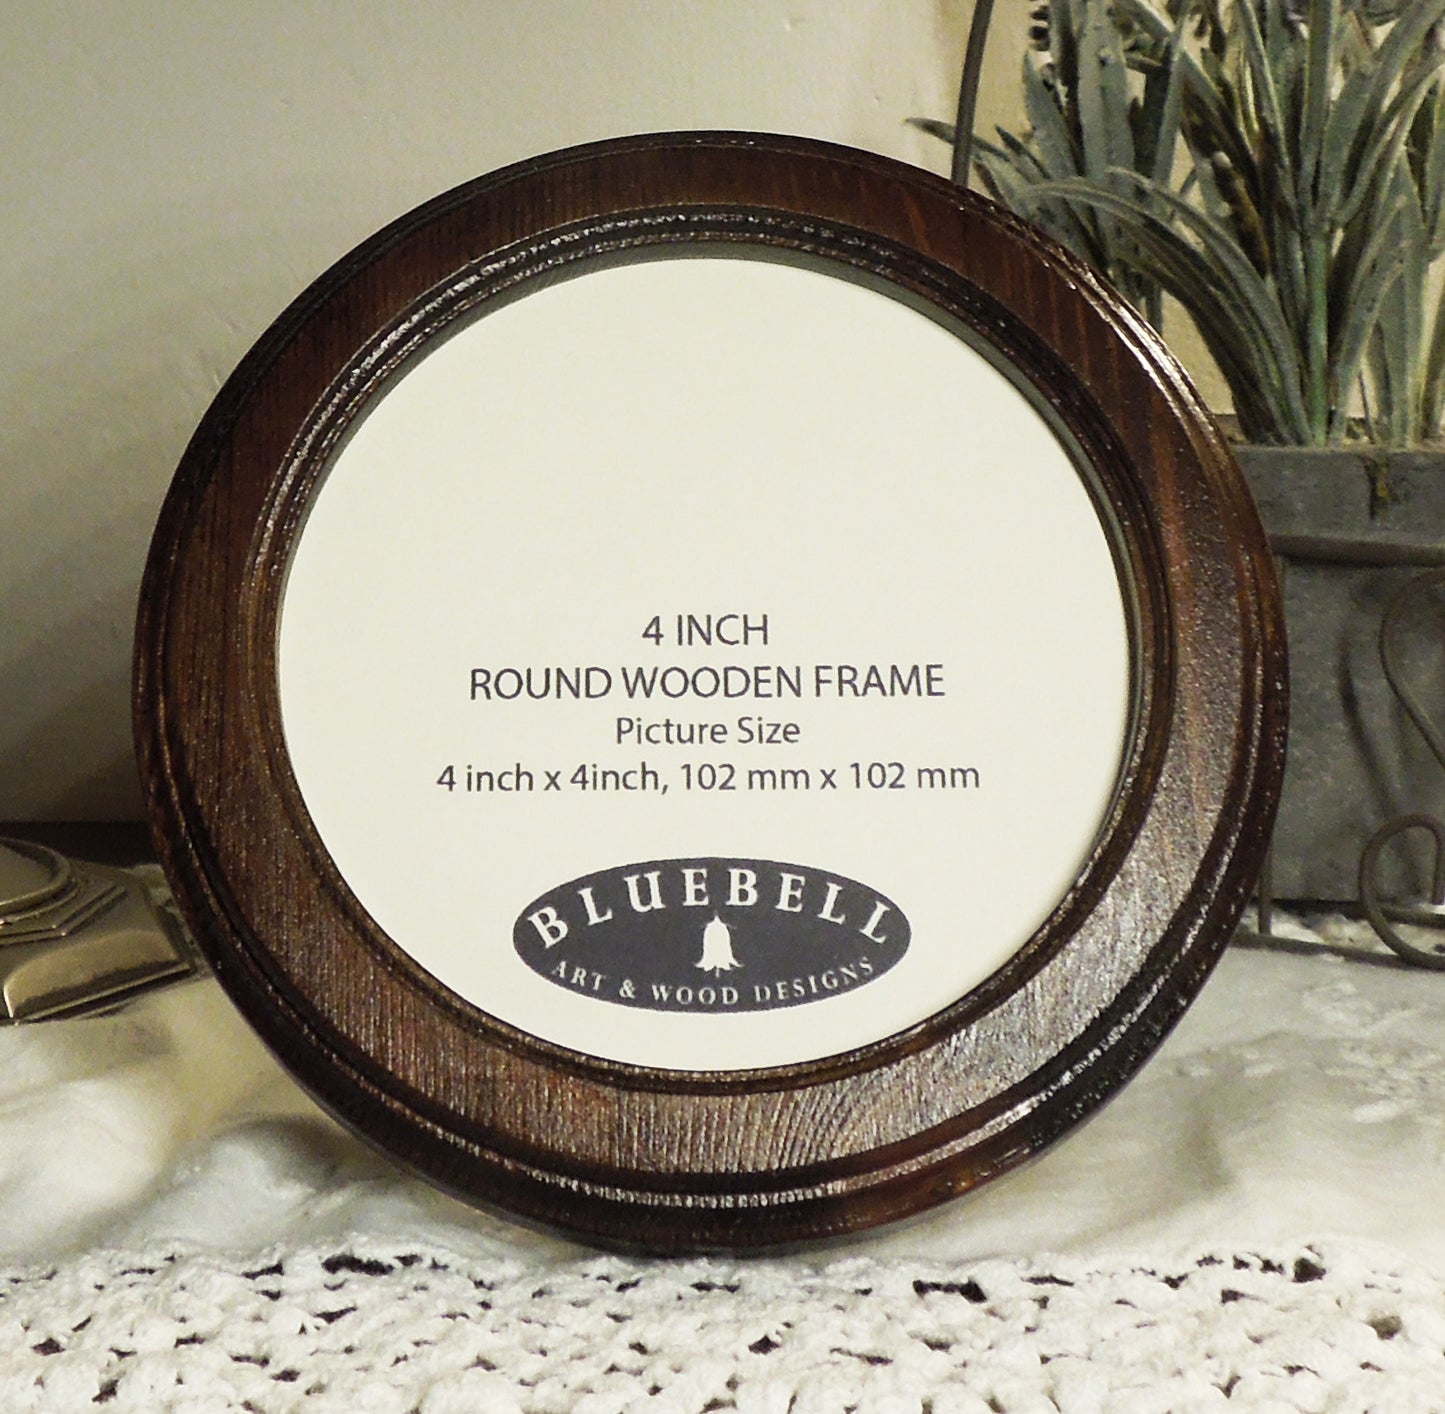 4 INCH
ROUND WOODEN FRAME
Picture Size
4 inch x 4inch, 102 mm x 102 mm
BLUEBELL
ART & WOOD DESIGNS